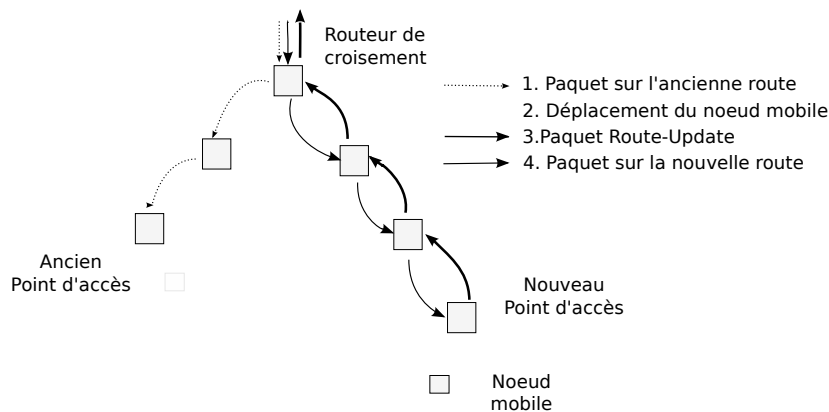 Routeur de
croisement
1. Paquet sur l'ancienne route
2. Déplacement du noeud mobile
3.Paquet Route-Update
4. Paquet sur la nouvelle route
Ancien
Point d'accès
Nouveau
Point d'accès
Noeud
mobile